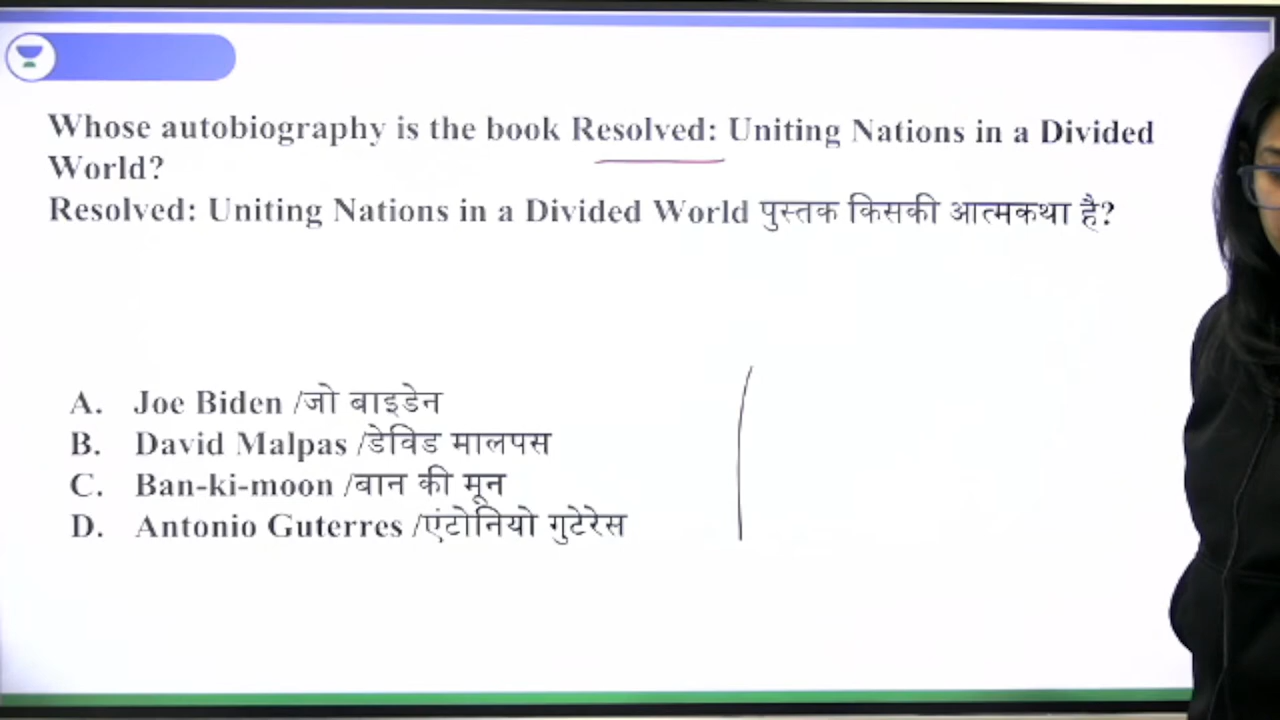 Whose autobiography is the book Resolved: Uniting Nations in a Divided
World?
Resolved: Uniting Nations in a Divided World पुस्तक किसकी आत्मकथा है?
A. Joe Biden /जो बाइडेन
B. David Malpas /डेविड मालपस
C. Ban-ki-moon /बान की मून
D. Antonio Guterres /एंटोनियो गुटेरेस